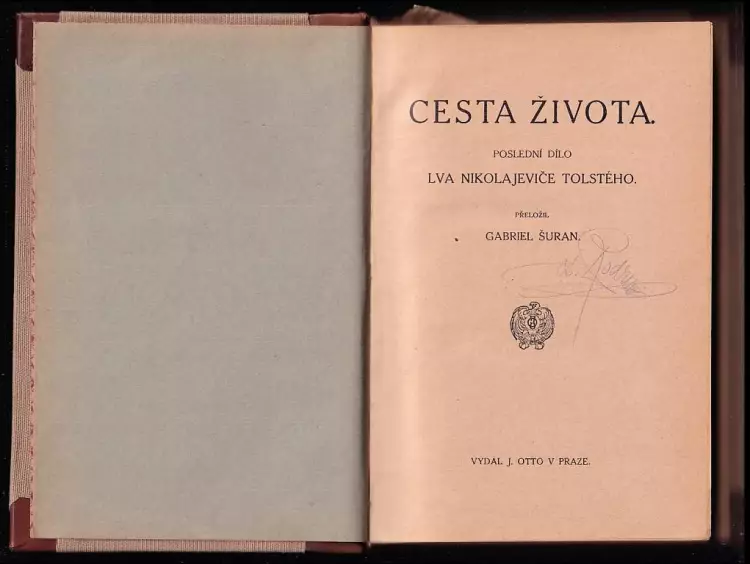 CESTA ŽIVOTA.
POSLEDNÍ DÍLO
LVA NIKOLAJEVIČE TOLSTÉHO.
PŘELOŽIL
GABRIEL ŠURAN.
VYDAL J. OTTO V PRAZE.